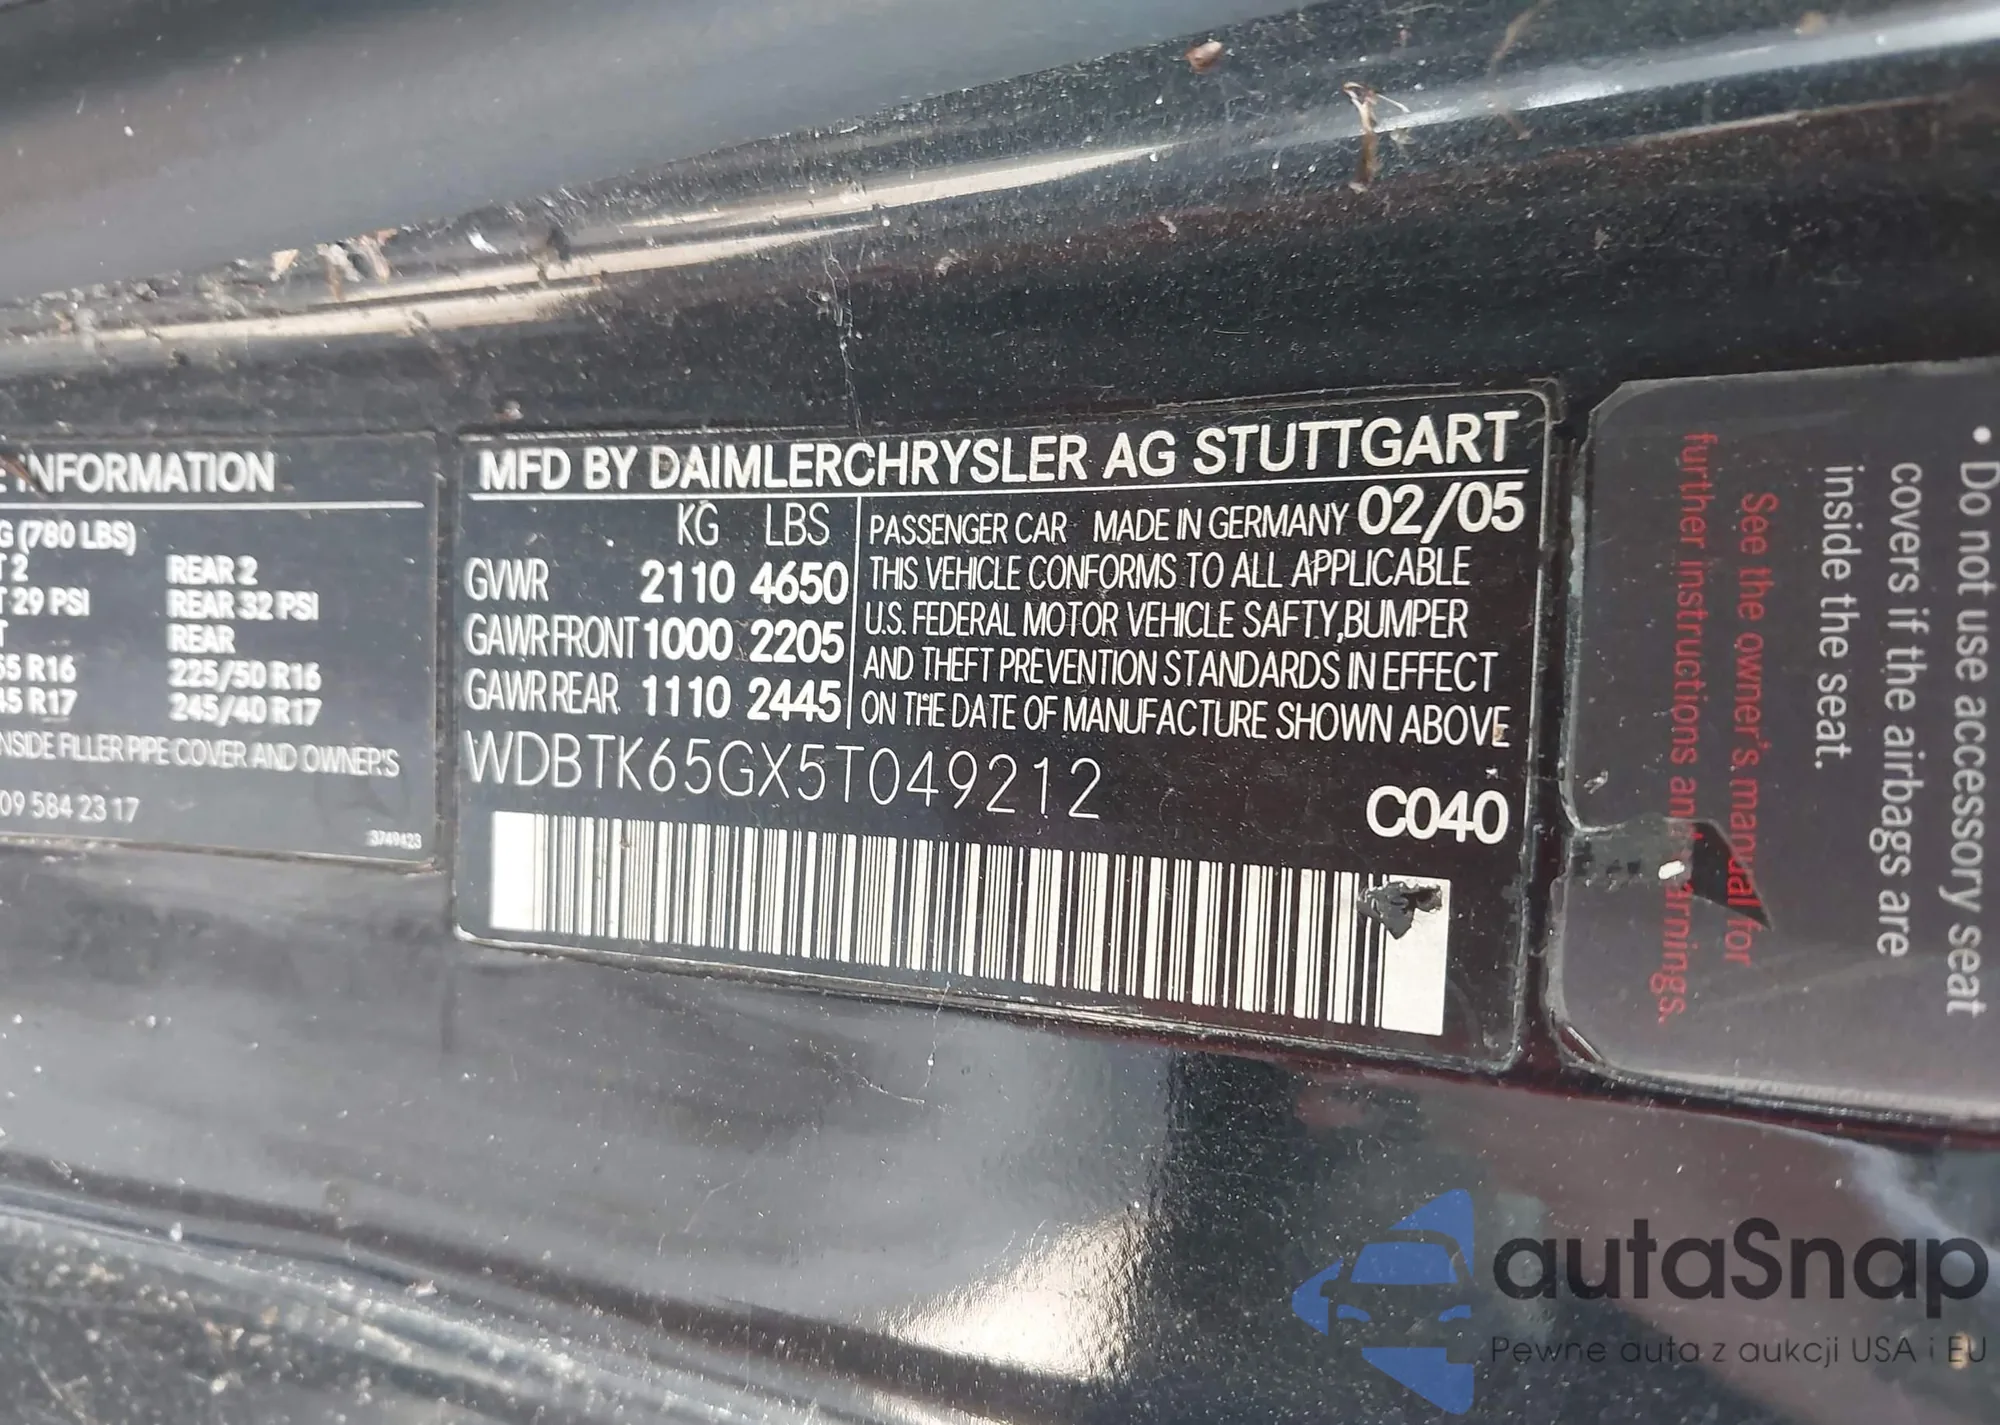 INFORMATION
G (780 LBS)
T 2 REAR 2
T 29 PSI REAR 32 PSI
T REAR
55 R16 225/50 R16
45 R17 245/40 R17
NSIDE FILLER PIPE COVER AND OWNER'S
09 584 23 17
3749423
MFD BY DAIMLERCHRYSLER AG STUTTGART
KG LBS
GVWR 2110 4650
GAWR FRONT 1000 2205
GAWR REAR 1110 2445
PASSENGER CAR MADE IN GERMANY 02/05
THIS VEHICLE CONFORMS TO ALL APPLICABLE
U.S. FEDERAL MOTOR VEHICLE SAFTY, BUMPER
AND THEFT PREVENTION STANDARDS IN EFFECT
ON THE DATE OF MANUFACTURE SHOWN ABOVE
WDBTK65GX5T049212
C040
• Do not use accessory seat
covers if the airbags are
inside the seat.
See the owner's manual for
further instructions and warnings.
autaSnap
Pewne auta z aukcji USA i EU